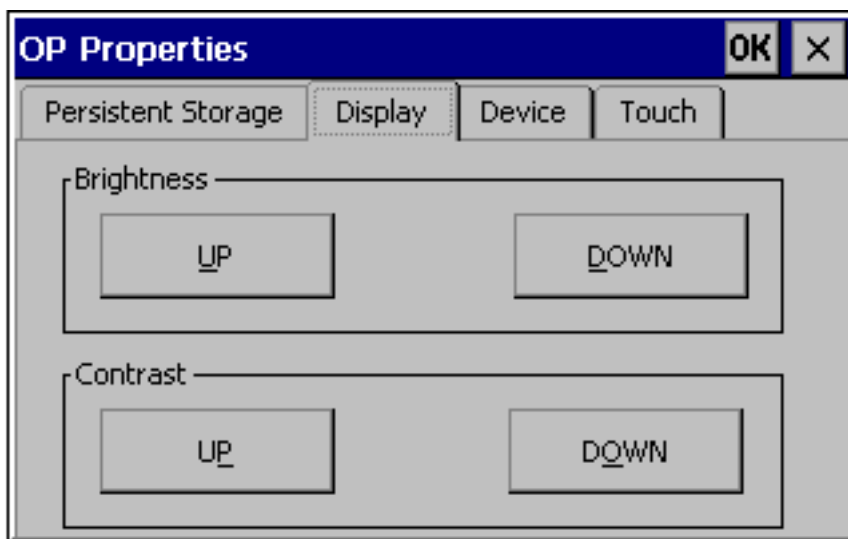 OP Properties OK ×
Persistent Storage Display Device Touch
Brightness
UP DOWN
Contrast
UP DOWN